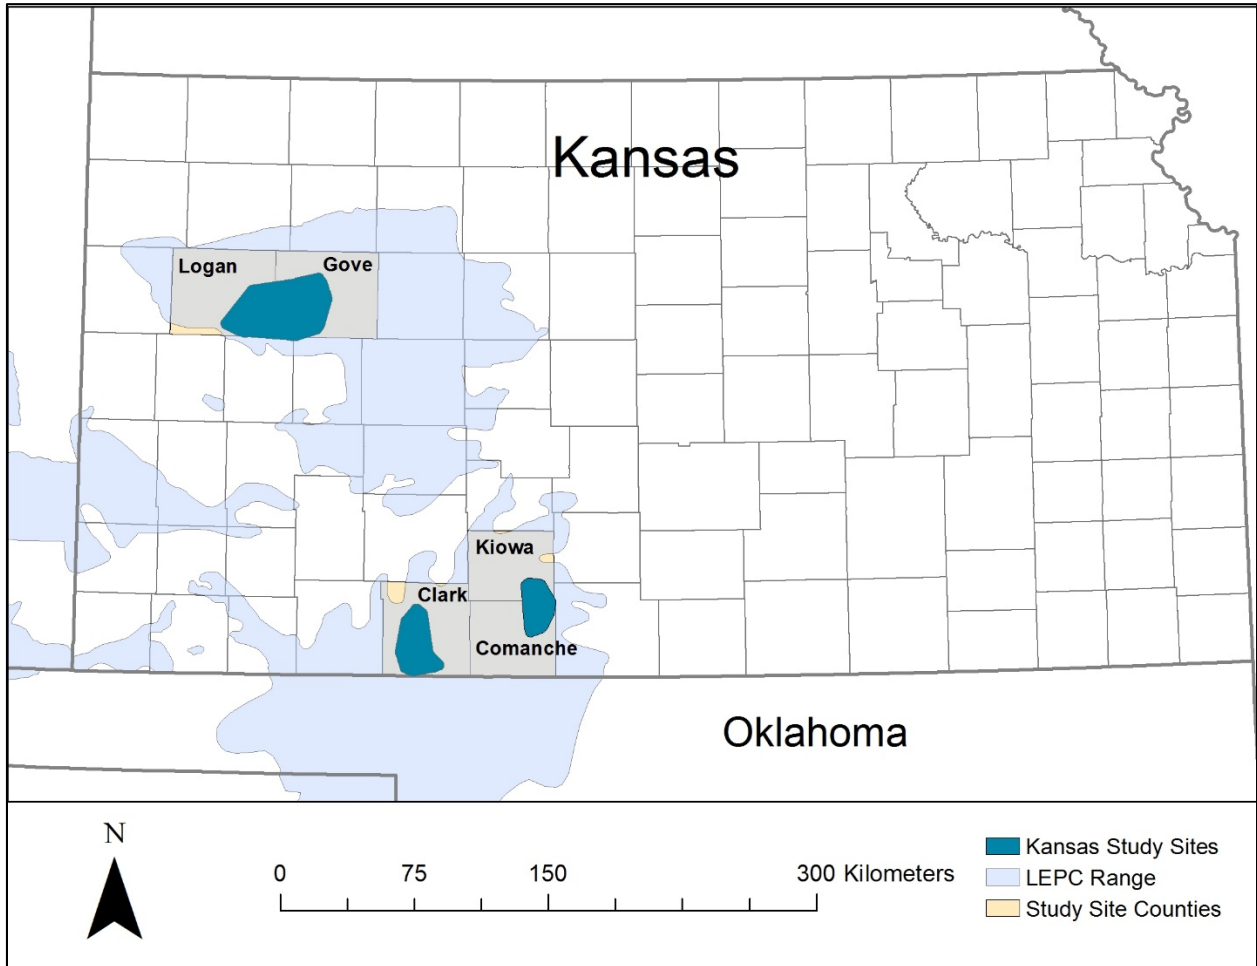 Kansas
Logan
Gove
Kiowa
Clark
Comanche
Oklahoma
N
0 75 150 300 Kilometers
Kansas Study Sites
LEPC Range
Study Site Counties